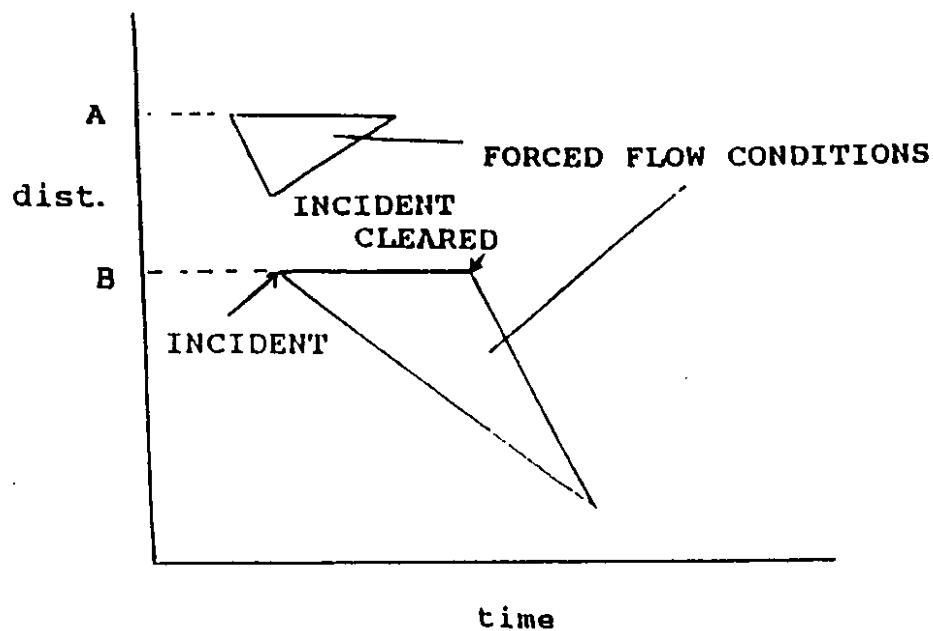 A
FORCED FLOW CONDITIONS
dist.
INCIDENT
CLEARED
B
INCIDENT
time